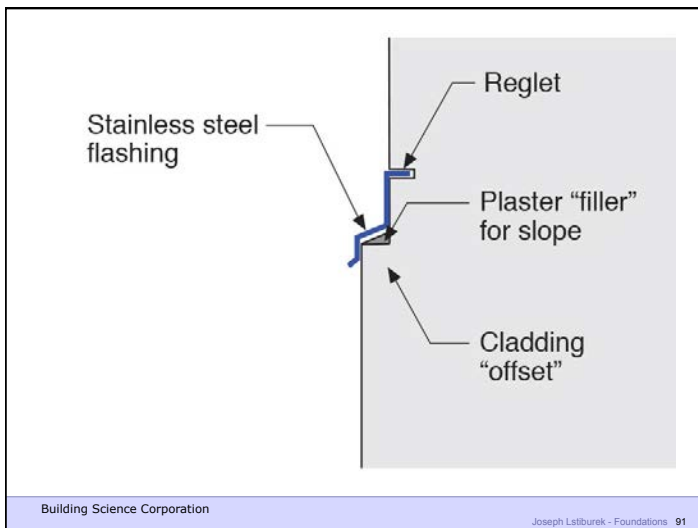 Reglet
Stainless steel
flashing
Plaster “filler”
for slope
Cladding
“offset”
Building Science Corporation
Joseph Lstiburek - Foundations 91